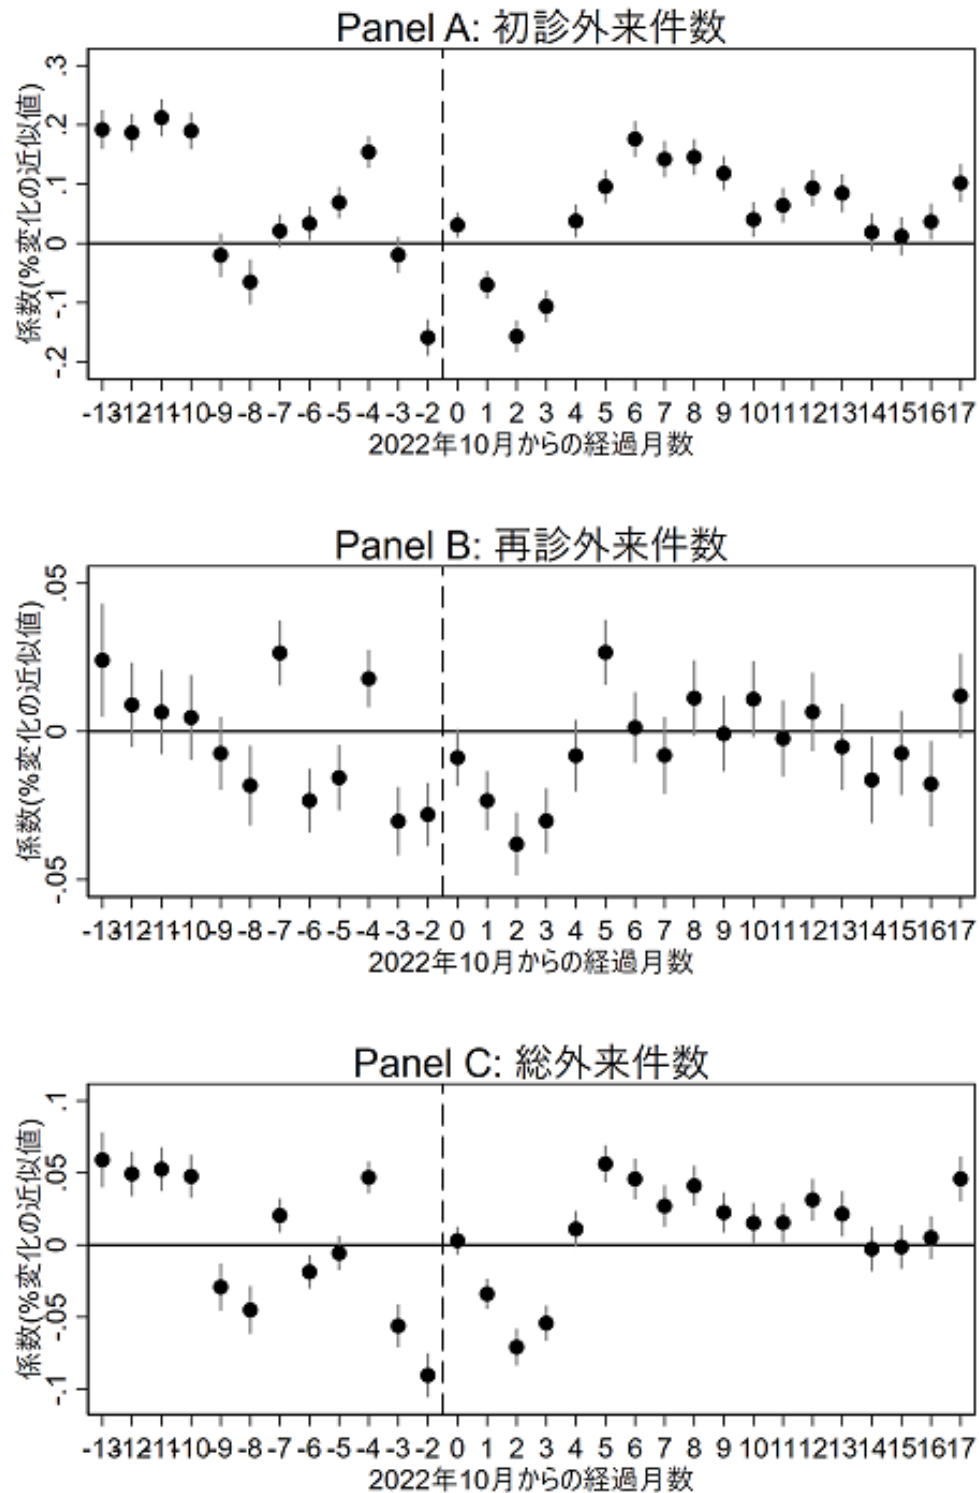 Panel A: 初診外来件数
係数(%変化の近似値)
.3
.2
.1
0
-.1
-.2
-13 -12 -11 -10 -9 -8 -7 -6 -5 -4 -3 -2 0 1 2 3 4 5 6 7 8 9 10 11 12 13 14 15 16 17
2022年10月からの経過月数
Panel B: 再診外来件数
係数(%変化の近似値)
.05
0
-.05
-13 -12 -11 -10 -9 -8 -7 -6 -5 -4 -3 -2 0 1 2 3 4 5 6 7 8 9 10 11 12 13 14 15 16 17
2022年10月からの経過月数
Panel C: 総外来件数
係数(%変化の近似値)
.1
.05
0
-.05
-.1
-13 -12 -11 -10 -9 -8 -7 -6 -5 -4 -3 -2 0 1 2 3 4 5 6 7 8 9 10 11 12 13 14 15 16 17
2022年10月からの経過月数